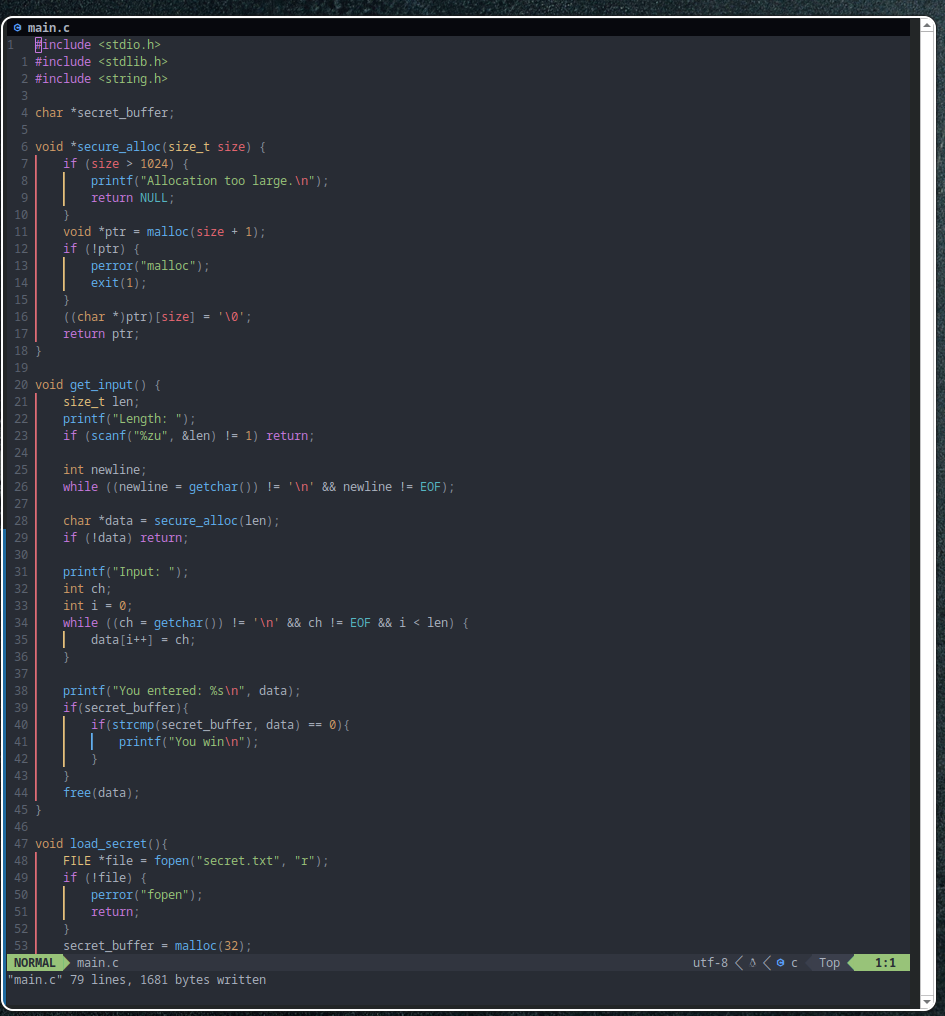 main.c
1 #include <stdio.h>
1 #include <stdlib.h>
2 #include <string.h>
3
4 char *secret_buffer;
5
6 void *secure_alloc(size_t size) {
7 if (size > 1024) {
8 printf("Allocation too large.\n");
9 return NULL;
10 }
11 void *ptr = malloc(size + 1);
12 if (!ptr) {
13 perror("malloc");
14 exit(1);
15 }
16 ((char *)ptr)[size] = '\0';
17 return ptr;
18 }
19
20 void get_input() {
21 size_t len;
22 printf("Length: ");
23 if (scanf("%zu", &len) != 1) return;
24
25 int newline;
26 while ((newline = getchar()) != '\n' && newline != EOF);
27
28 char *data = secure_alloc(len);
29 if (!data) return;
30
31 printf("Input: ");
32 int ch;
33 int i = 0;
34 while ((ch = getchar()) != '\n' && ch != EOF && i < len) {
35 data[i++] = ch;
36 }
37
38 printf("You entered: %s\n", data);
39 if(secret_buffer){
40 if(strcmp(secret_buffer, data) == 0){
41 printf("You win\n");
42 }
43 }
44 free(data);
45 }
46
47 void load_secret(){
48 FILE *file = fopen("secret.txt", "r");
49 if (!file) {
50 perror("fopen");
51 return;
52 }
53 secret_buffer = malloc(32);
NORMAL main.c utf-8 c Top 1:1
"main.c" 79 lines, 1681 bytes written